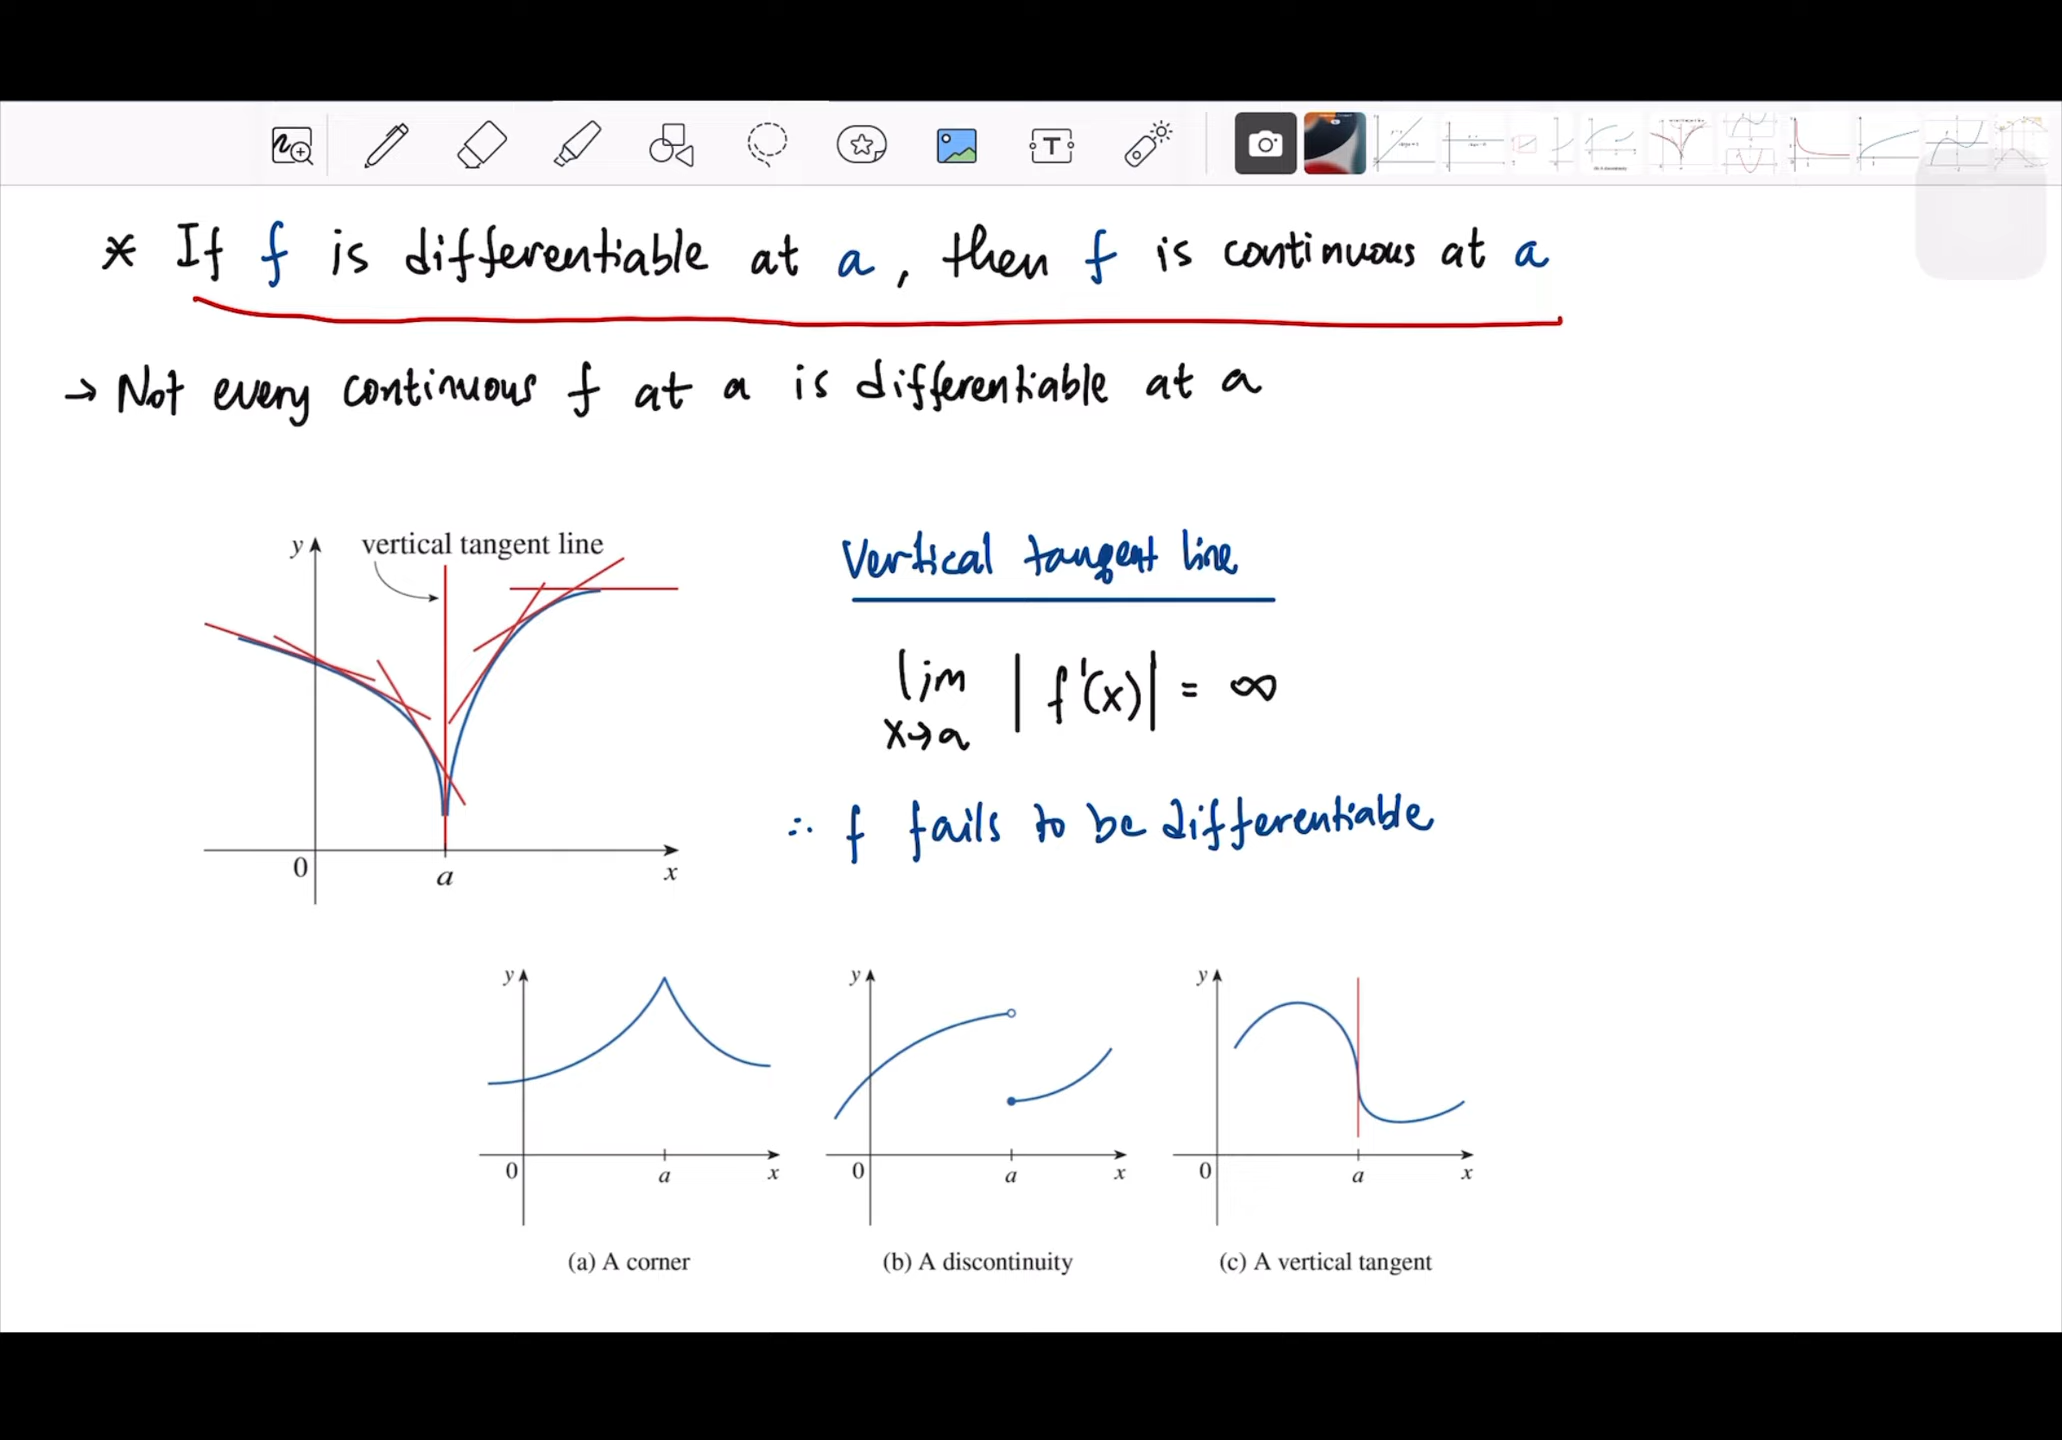 * If f is differentiable at a, then f is continuous at a
→ Not every continuous f at a is differentiable at a
y
vertical tangent line
0
a
x
Vertical tangent line
lim |f'(x)| = ∞
x→a
∴ f fails to be differentiable
y
0
a
x
(a) A corner
y
0
a
x
(b) A discontinuity
y
0
a
x
(c) A vertical tangent
T